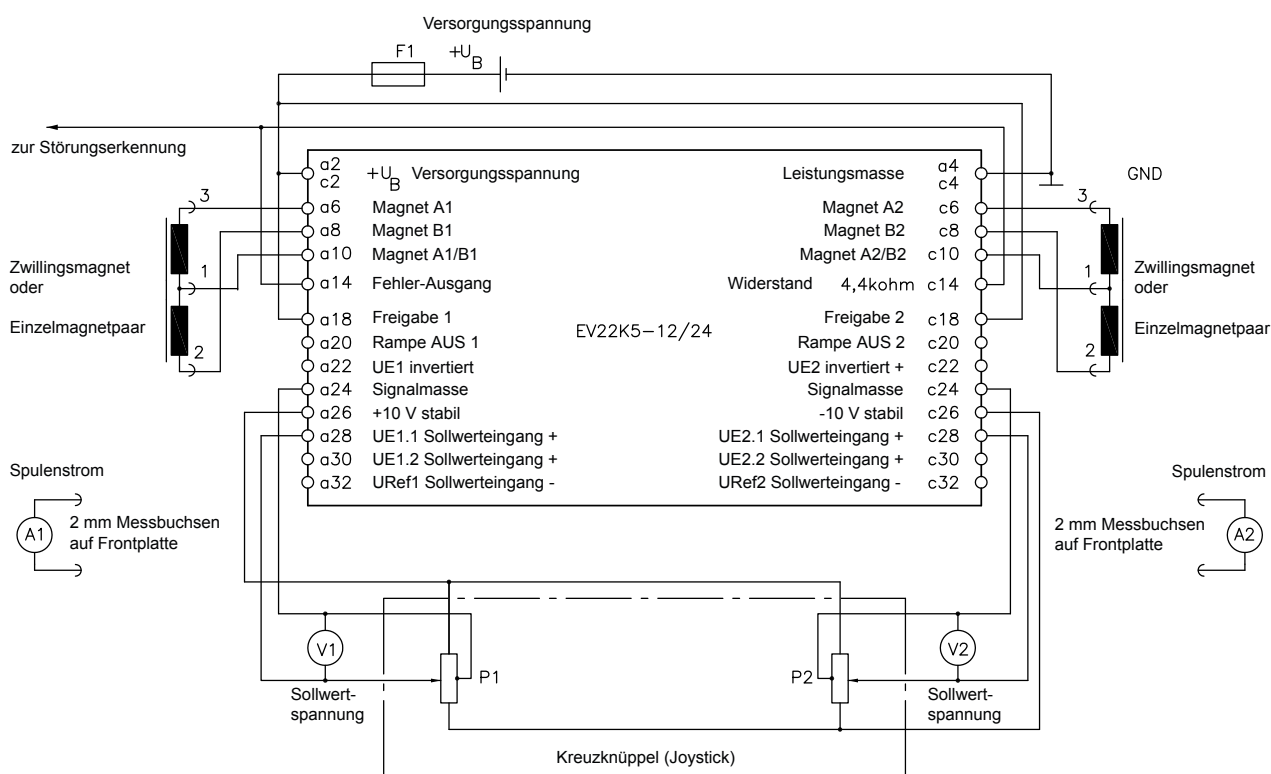 Versorgungsspannung
F1
+U_B
zur Störungserkennung
a2
c2
+U_B Versorgungsspannung
Leistungsmasse
a4
c4
GND
3
a6 Magnet A1
Magnet A2 c6
3
a8 Magnet B1
Magnet B2 c8
a10 Magnet A1/B1
Magnet A2/B2 c10
Zwillingsmagnet
oder
1
1
Zwillingsmagnet
oder
a14 Fehler-Ausgang
Widerstand 4,4kohm c14
Einzelmagnetpaar
a18 Freigabe 1
EV22K5-12/24
Freigabe 2 c18
Einzelmagnetpaar
2
a20 Rampe AUS 1
Rampe AUS 2 c20
2
a22 UE1 invertiert
UE2 invertiert + c22
a24 Signalmasse
Signalmasse c24
a26 +10 V stabil
-10 V stabil c26
a28 UE1.1 Sollwerteingang +
UE2.1 Sollwerteingang + c28
a30 UE1.2 Sollwerteingang +
UE2.2 Sollwerteingang + c30
a32 URef1 Sollwerteingang -
URef2 Sollwerteingang - c32
Spulenstrom
A1
2 mm Messbuchsen
auf Frontplatte
Spulenstrom
2 mm Messbuchsen
auf Frontplatte
A2
V1
P1
Sollwert-
spannung
P2
V2
Sollwert-
spannung
Kreuzknüppel (Joystick)